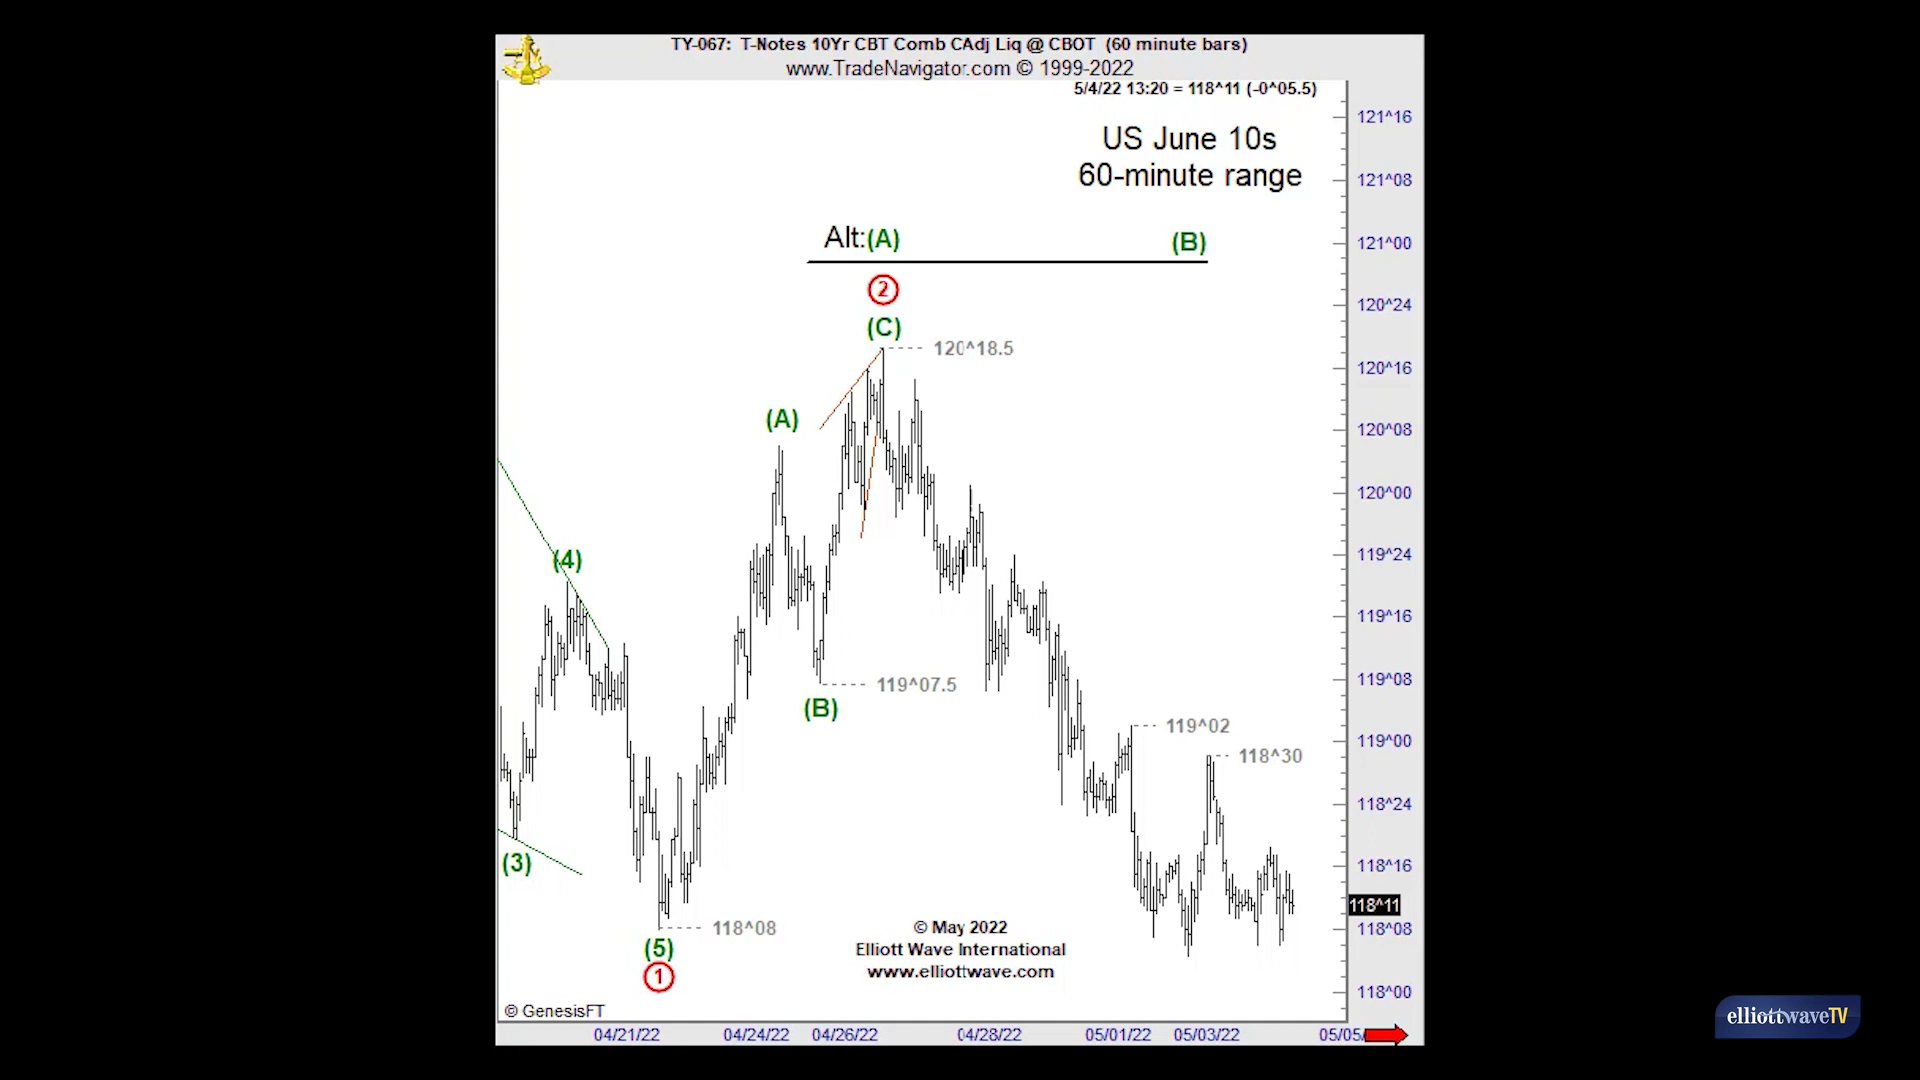 TY-067: T-Notes 10Yr CBT Comb CAdj Liq @ CBOT (60 minute bars)
www.TradeNavigator.com © 1999-2022
5/4/22 13:20 = 118^11 (-0^05.5)
US June 10s
60-minute range
Alt:(A)
(B)
2
(C)
120^18.5
(A)
(4)
119^07.5
(B)
119^02
118^30
(3)
118^08
(5)
1
© May 2022
Elliott Wave International
www.elliottwave.com
© GenesisFT
121^16
121^08
121^00
120^24
120^16
120^08
120^00
119^24
119^16
119^08
119^00
118^24
118^16
118^11
118^08
118^00
04/21/22 04/24/22 04/26/22 04/28/22 05/01/22 05/03/22 05/05/
elliottwaveTV